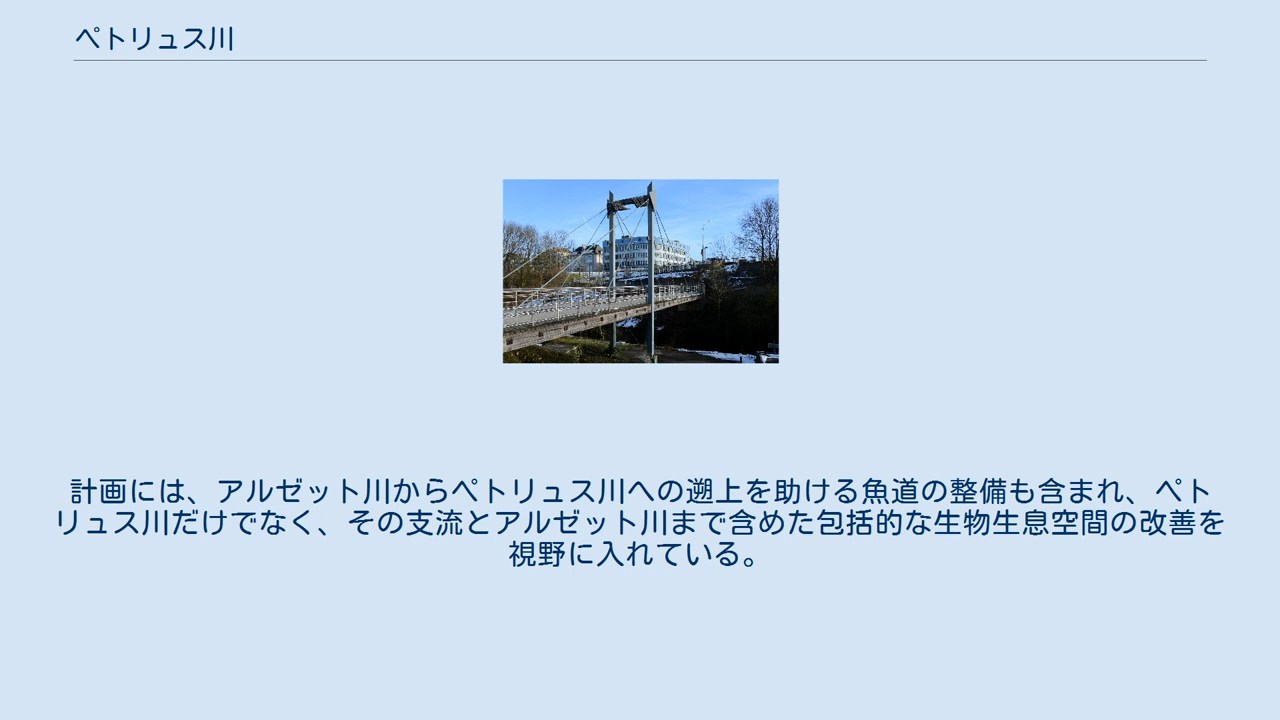 ペトリュス川
計画には、アルゼット川からペトリュス川への遡上を助ける魚道の整備も含まれ、ペト
リュス川だけでなく、その支流とアルゼット川まで含めた包括的な生物生息空間の改善を
視野に入れている。